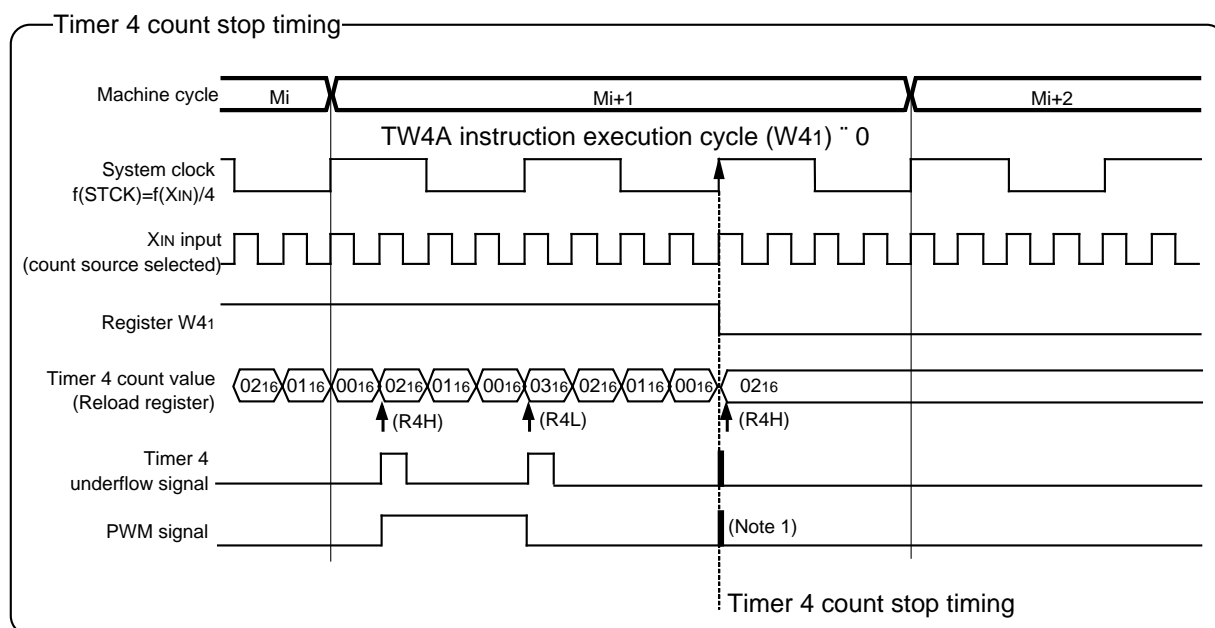 Timer 4 count stop timing
Machine cycle
Mi
Mi+1
Mi+2
TW4A instruction execution cycle (W41) ¨ 0
System clock
f(STCK)=f(XIN)/4
XIN input
(count source selected)
Register W41
Timer 4 count value
(Reload register)
0216 0116 0016 0216 0116 0016 0316 0216 0116 0016 0216
(R4H) (R4L) (R4H)
Timer 4
underflow signal
PWM signal
(Note 1)
Timer 4 count stop timing